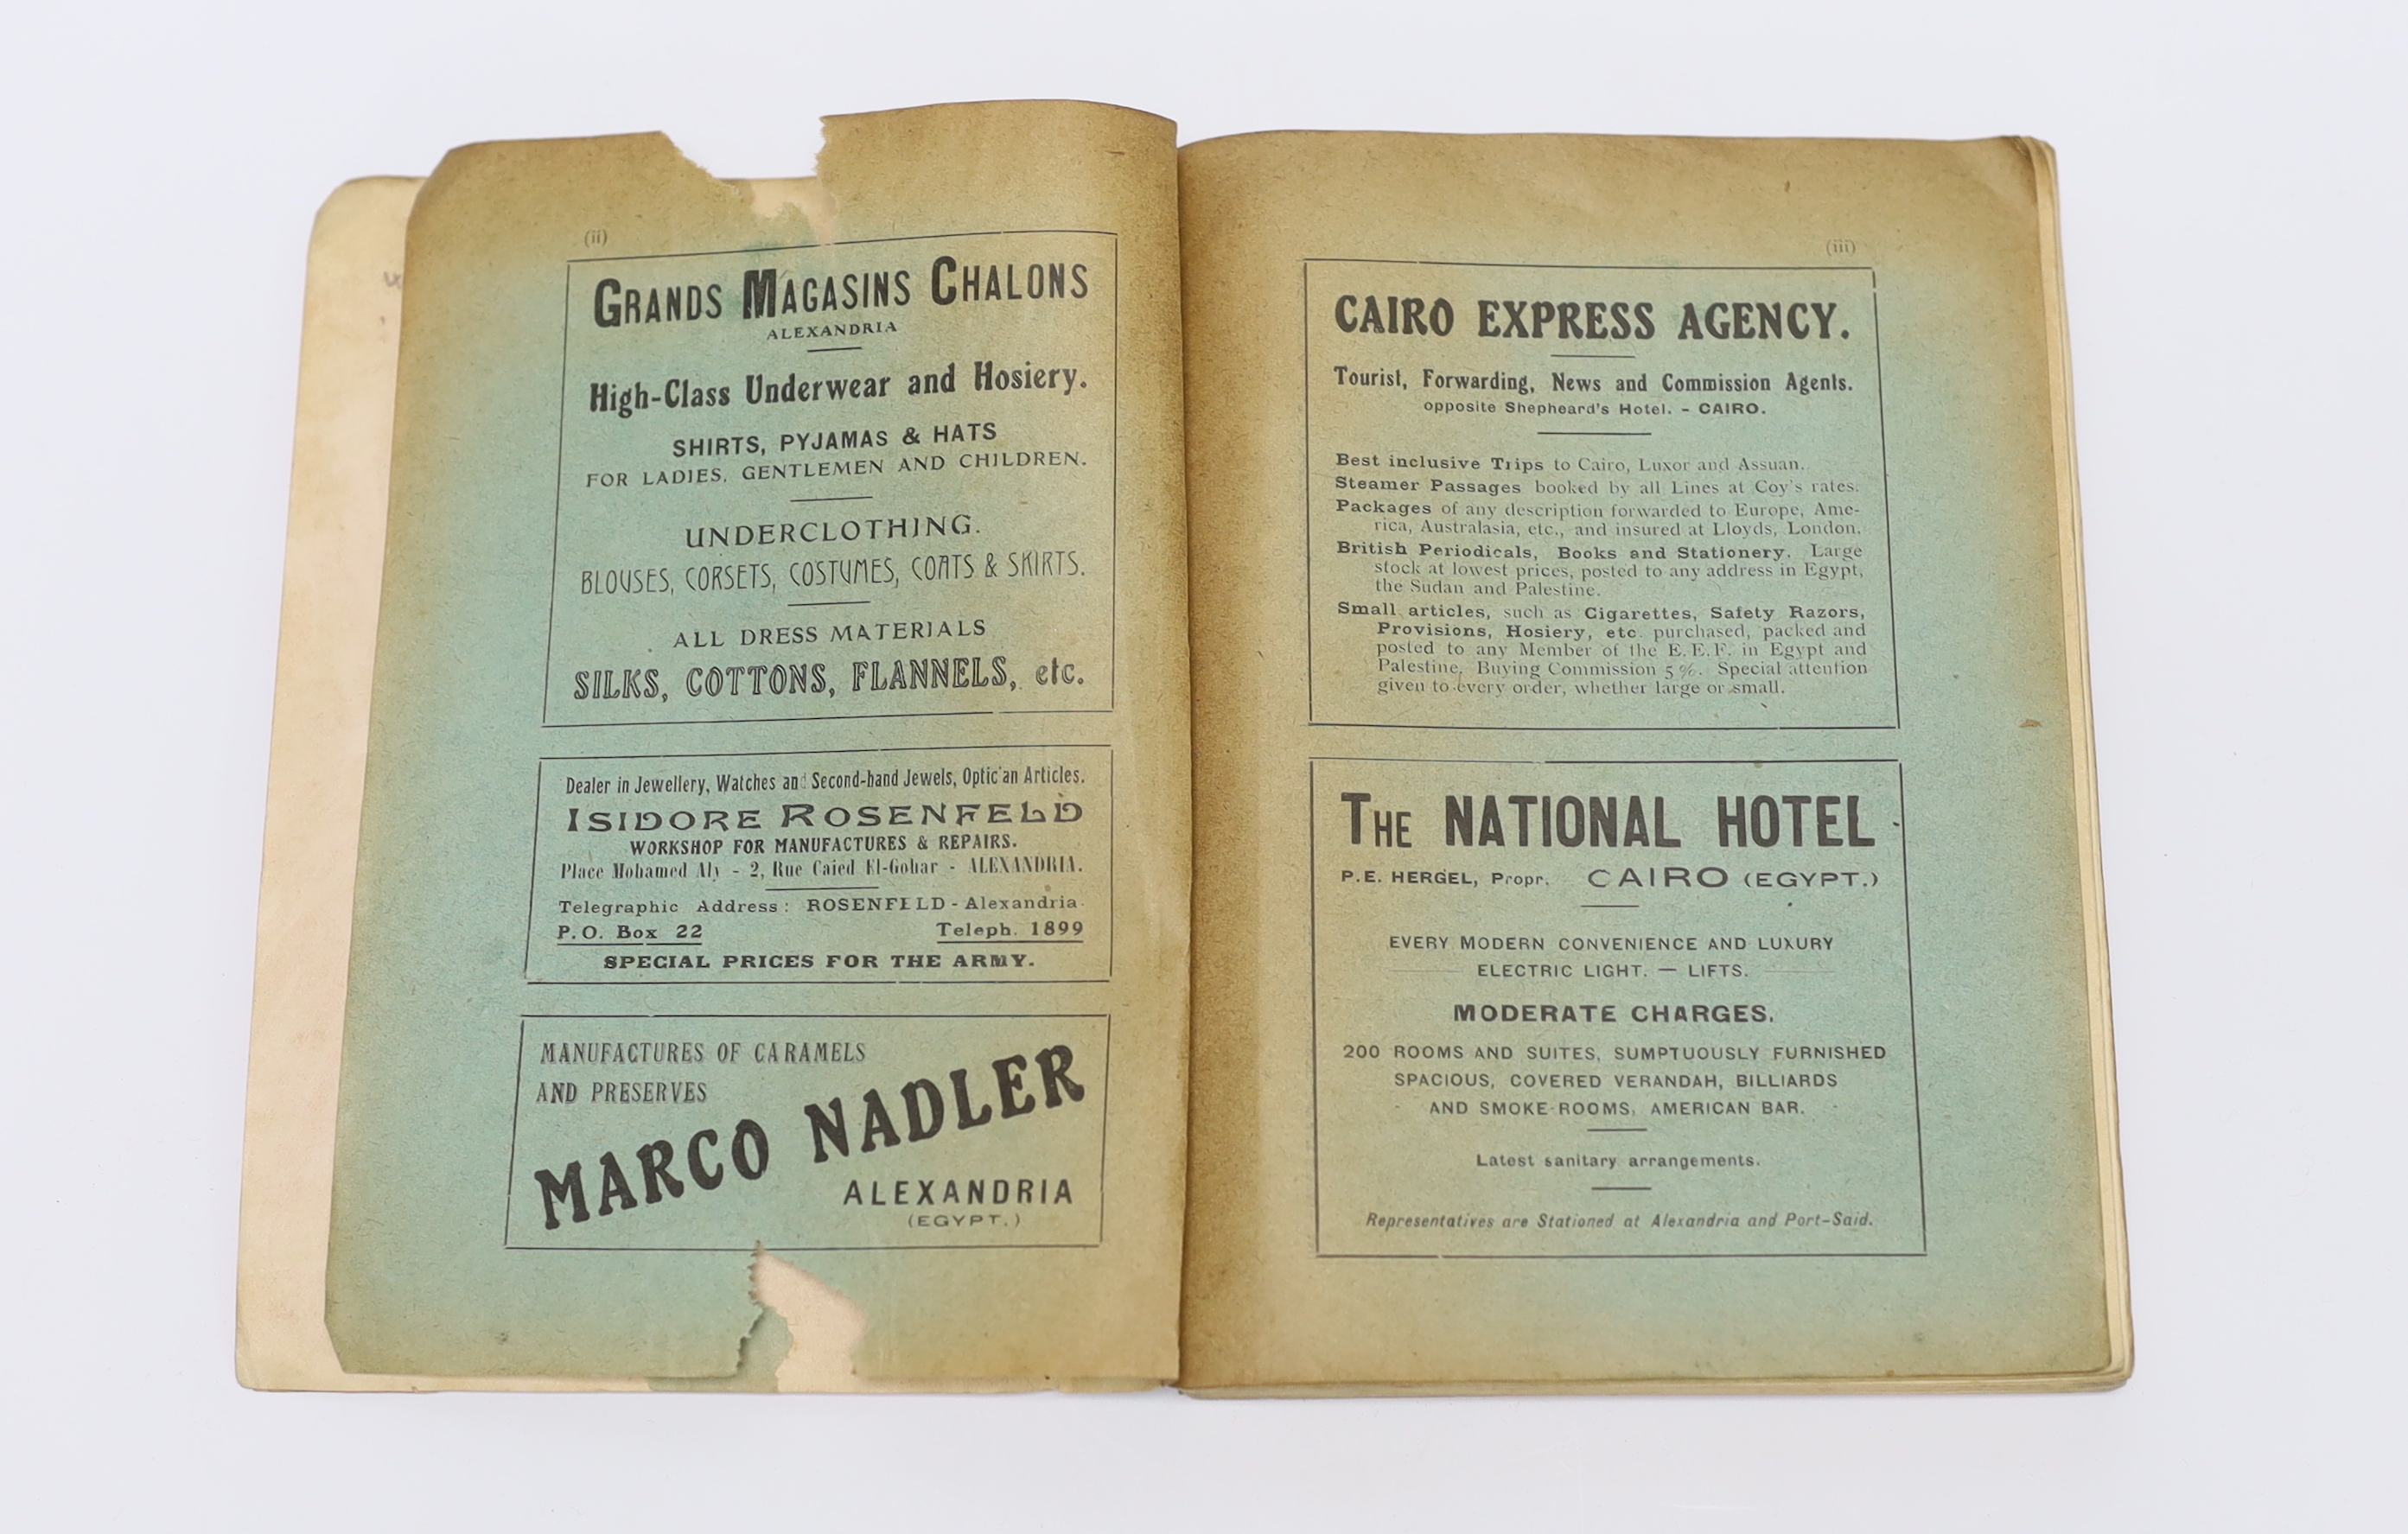 (ii)
GRANDS MAGASINS CHALONS
ALEXANDRIA
High-Class Underwear and Hosiery.
SHIRTS, PYJAMAS & HATS
FOR LADIES, GENTLEMEN AND CHILDREN.
UNDERCLOTHING.
BLOUSES, CORSETS, COSTUMES, COATS & SKIRTS.
ALL DRESS MATERIALS
SILKS, COTTONS, FLANNELS, etc.
Dealer in Jewellery, Watches and Second-hand Jewels, Optic'an Articles.
ISIDORE ROSENFELD
WORKSHOP FOR MANUFACTURES & REPAIRS.
Place Mohamed Aly - 2, Rue Caied El-Gohar - ALEXANDRIA.
Telegraphic Address: ROSENFELD - Alexandria
P.O. Box 22 Teleph. 1899
SPECIAL PRICES FOR THE ARMY.
MANUFACTURES OF CARAMELS
AND PRESERVES
MARCO NADLER
ALEXANDRIA
(EGYPT.)
(iii)
CAIRO EXPRESS AGENCY.
Tourist, Forwarding, News and Commission Agents.
opposite Shepheard's Hotel. - CAIRO.
Best inclusive Trips to Cairo, Luxor and Assuan.
Steamer Passages booked by all Lines at Coy's rates.
Packages of any description forwarded to Europe, Ame-
rica, Australasia, etc., and insured at Lloyds, London.
British Periodicals, Books and Stationery. Large
stock at lowest prices, posted to any address in Egypt,
the Sudan and Palestine.
Small articles, such as Cigarettes, Safety Razors,
Provisions, Hosiery, etc. purchased, packed and
posted to any Member of the E.E.F. in Egypt and
Palestine, Buying Commission 5 %. Special attention
given to every order, whether large or small.
THE NATIONAL HOTEL
P.E. HERGEL, Propr. CAIRO (EGYPT.)
EVERY MODERN CONVENIENCE AND LUXURY
ELECTRIC LIGHT. — LIFTS.
MODERATE CHARGES.
200 ROOMS AND SUITES, SUMPTUOUSLY FURNISHED
SPACIOUS, COVERED VERANDAH, BILLIARDS
AND SMOKE-ROOMS, AMERICAN BAR.
Latest sanitary arrangements.
Representatives are Stationed at Alexandria and Port-Said.